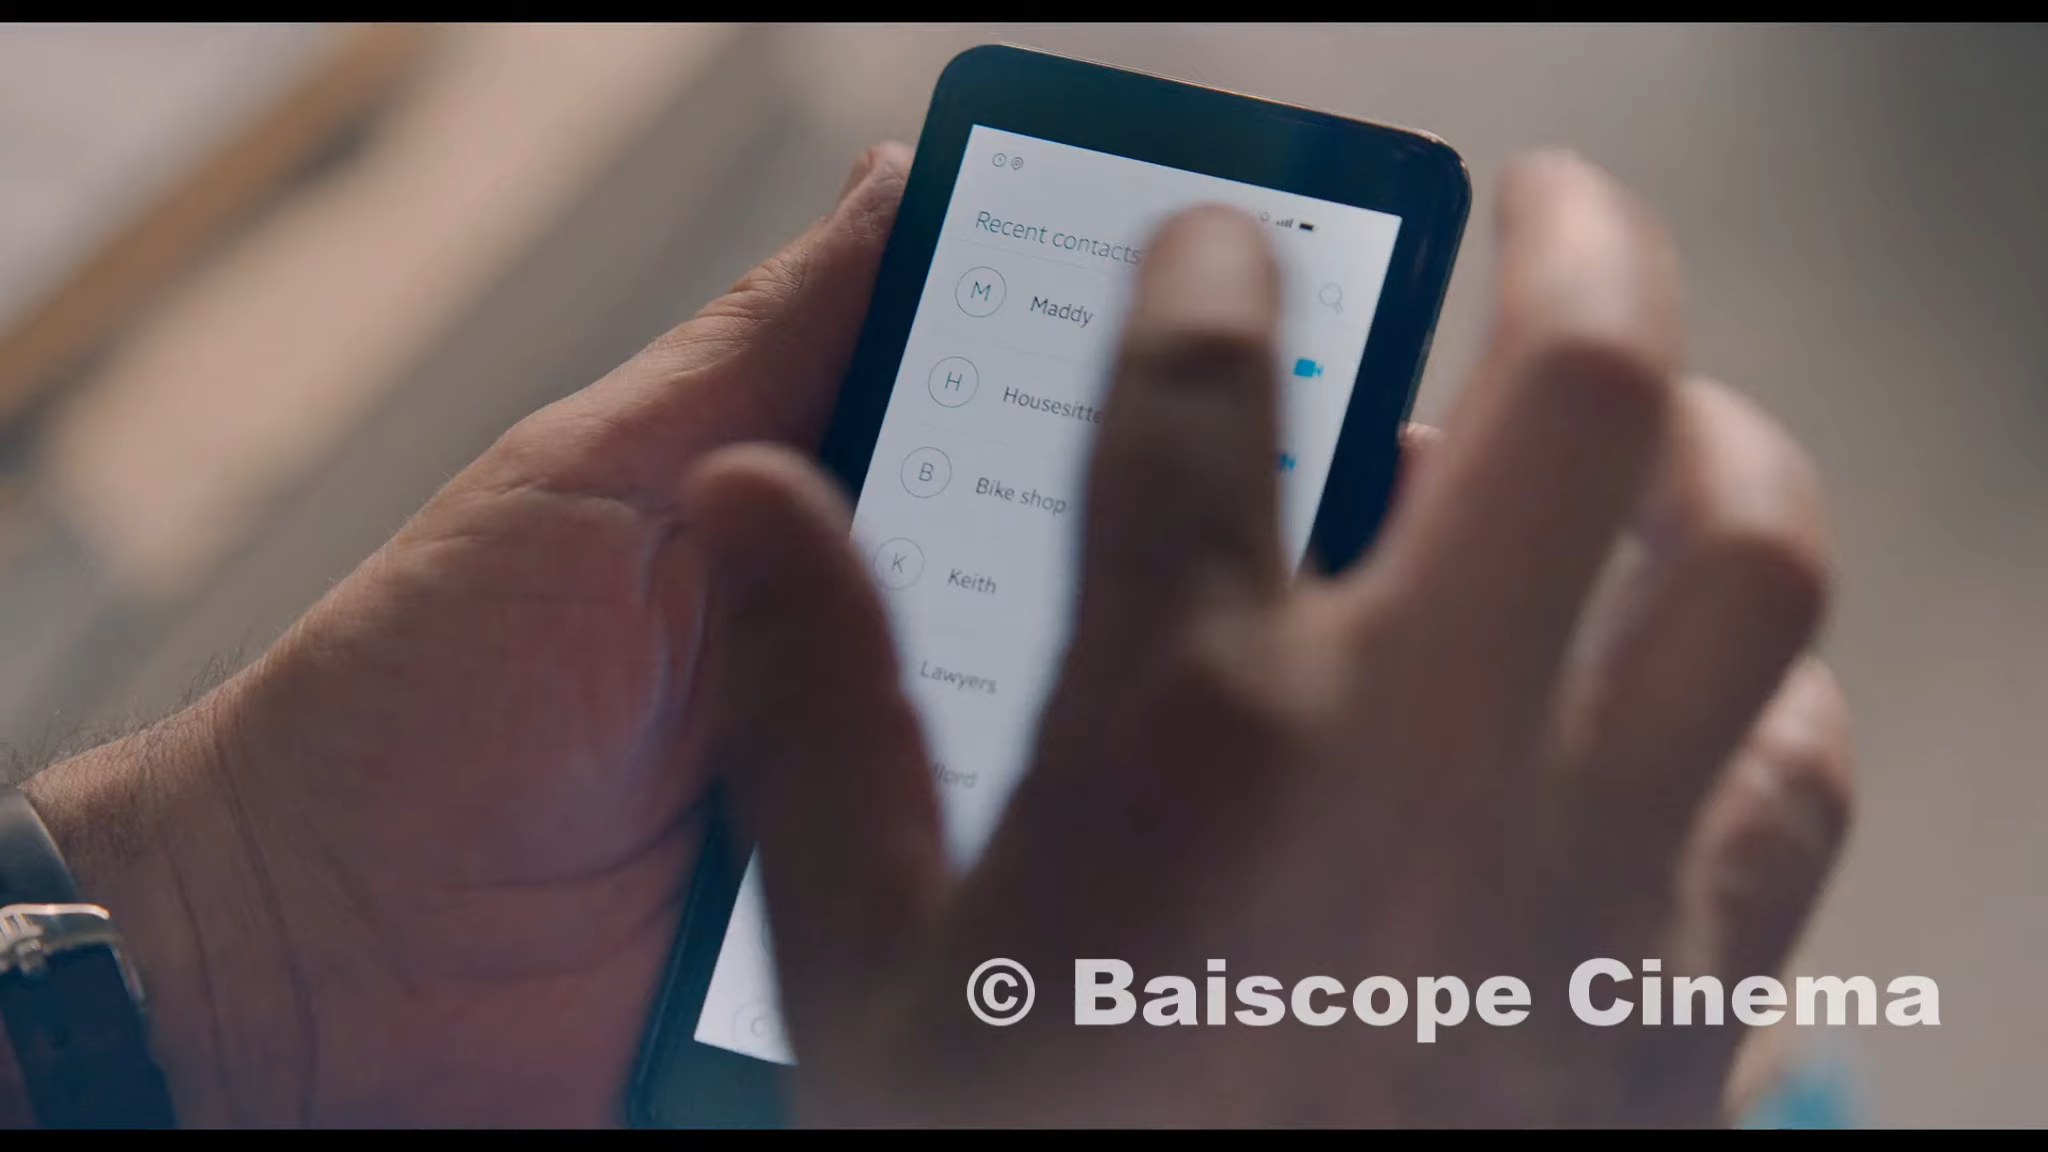 Recent contacts
M Maddy
H
B Bike shop
K Keith
Lawyers
© Baiscope Cinema